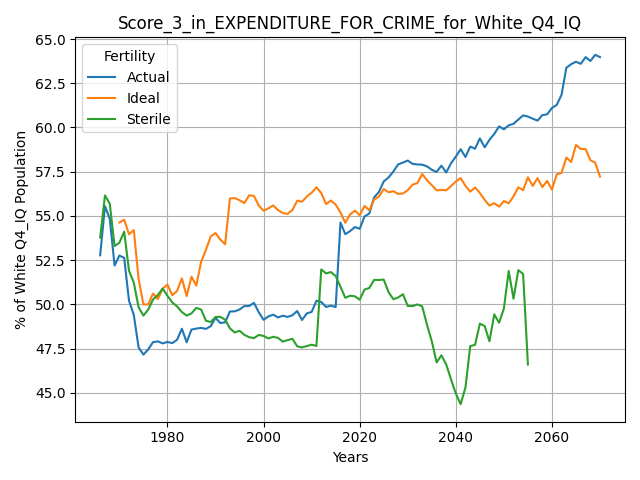 Score_3_in_EXPENDITURE_FOR_CRIME_for_White_Q4_IQ
65.0
62.5
60.0
57.5
55.0
52.5
50.0
47.5
45.0
% of White Q4_IQ Population
Fertility
Actual
Ideal
Sterile
1980
2000
2020
2040
2060
Years